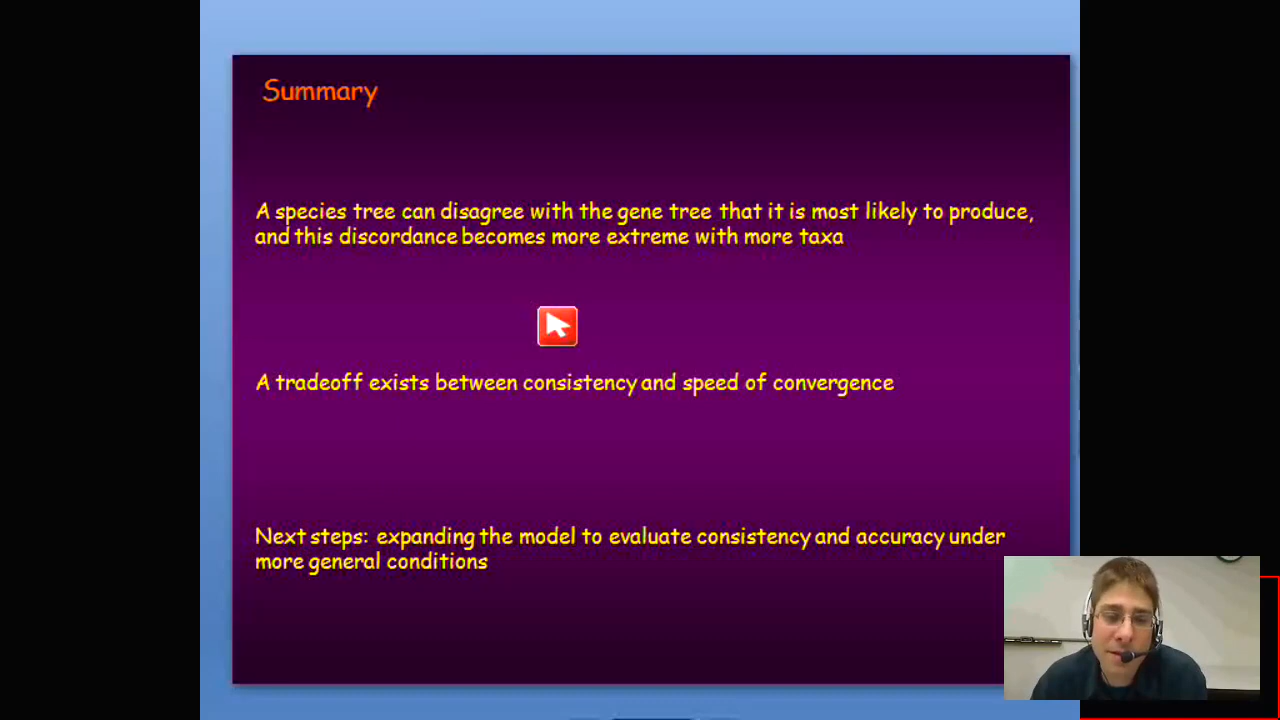 Summary
A species tree can disagree with the gene tree that it is most likely to produce,
and this discordance becomes more extreme with more taxa
A tradeoff exists between consistency and speed of convergence
Next steps: expanding the model to evaluate consistency and accuracy under
more general conditions